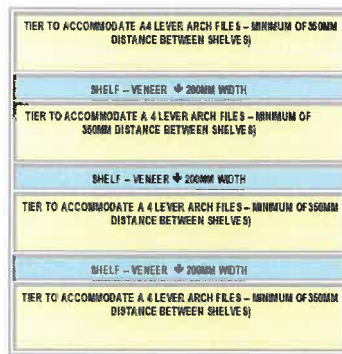 TIER TO ACCOMMODATE A4 LEVER ARCH FILES – MINIMUM OF 350MM
DISTANCE BETWEEN SHELVES)
SHELF – VENEER 200MM WIDTH
TIER TO ACCOMMODATE A 4 LEVER ARCH FILES – MINIMUM OF
350MM DISTANCE BETWEEN SHELVES)
SHELF – VENEER 200MM WIDTH
TIER TO ACCOMMODATE A 4 LEVER ARCH FILES – MINIMUM OF 350MM
DISTANCE BETWEEN SHELVES)
SHELF – VENEER 200MM WIDTH
TIER TO ACCOMMODATE A 4 LEVER ARCH FILES – MINIMUM OF 350MM
DISTANCE BETWEEN SHELVES)